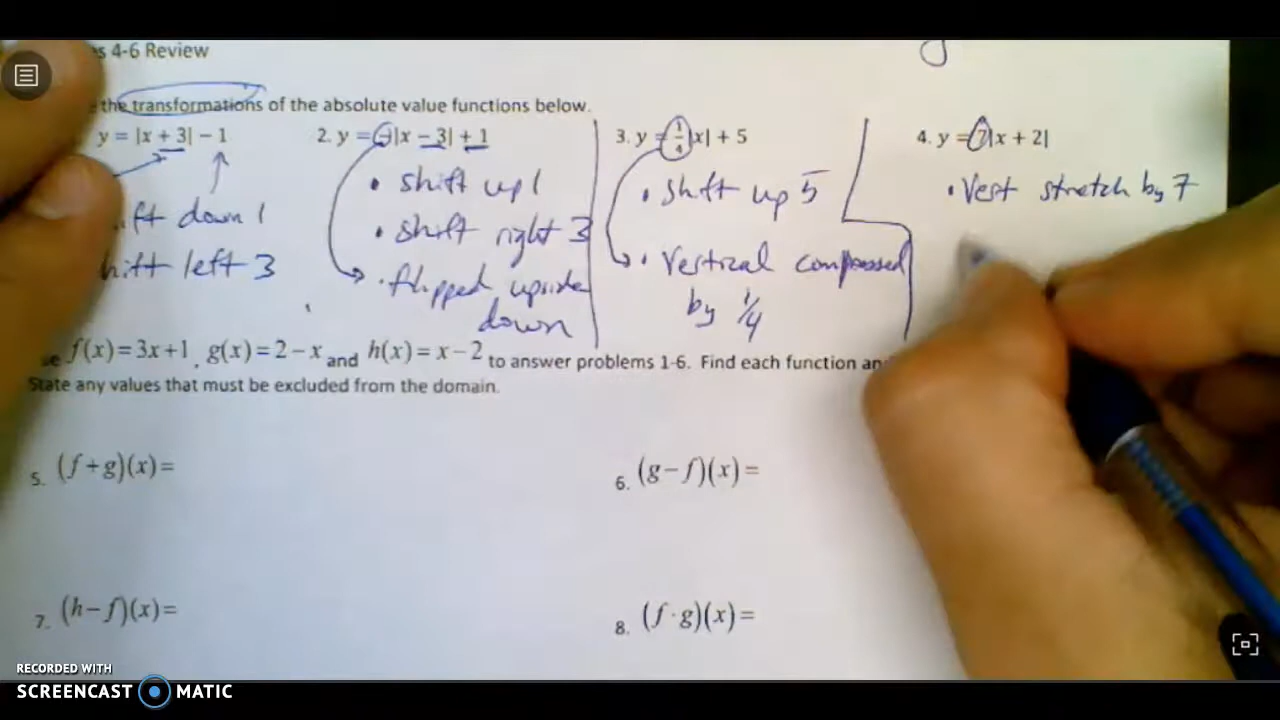 s 4-6 Review
the transformations of the absolute value functions below.
y = |x + 3| − 1
2. y = −|x − 3| + 1
3. y = 1/4|x| + 5
4. y = 7|x + 2|
ft down 1
hift left 3
• shift up 1
• shift right 3
• flipped upside
down
• shift up 5
• Vertical compressed
by 1/4
• Vert stretch by 7
se f(x)=3x+1, g(x)=2−x and h(x)=x−2 to answer problems 1-6. Find each function an
State any values that must be excluded from the domain.
5. (f+g)(x)=
6. (g−f)(x)=
7. (h−f)(x)=
8. (f·g)(x)=
RECORDED WITH
SCREENCAST MATIC